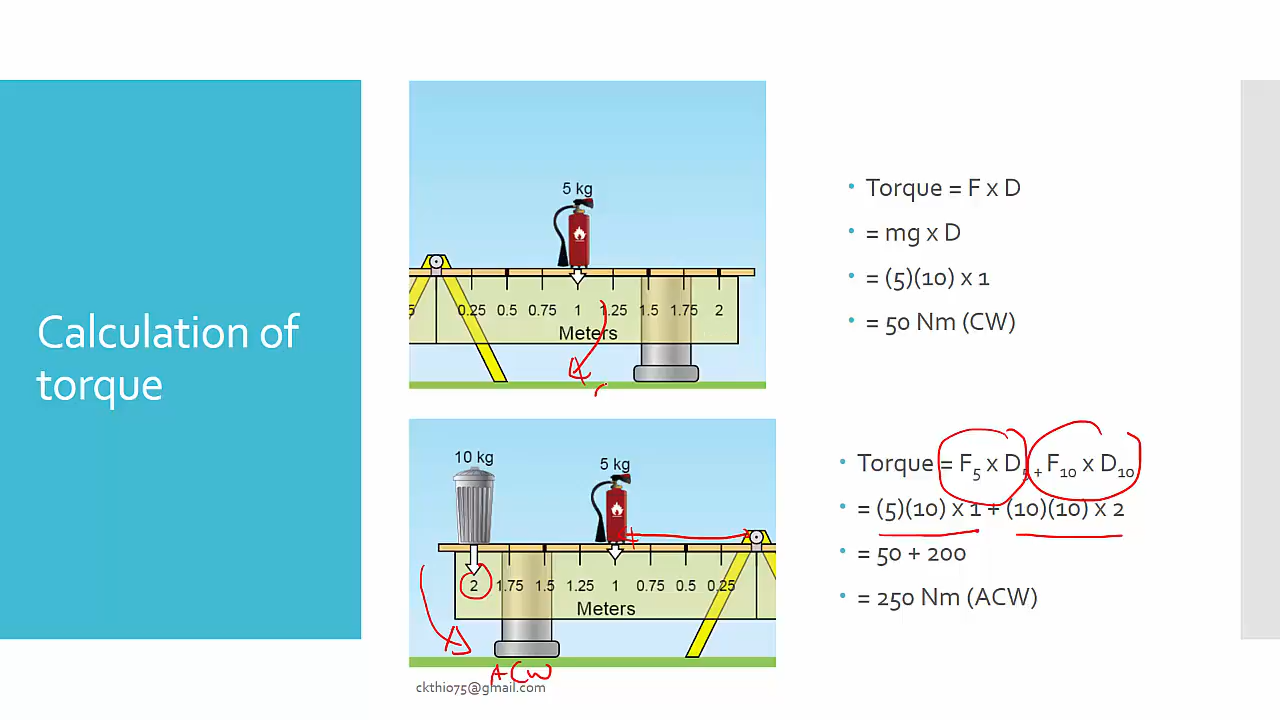 Calculation of
torque
5 kg
5 0.25 0.5 0.75 1 1.25 1.5 1.75 2
Meters
• Torque = F x D
• = mg x D
• = (5)(10) x 1
• = 50 Nm (CW)
10 kg
5 kg
2 1.75 1.5 1.25 1 0.75 0.5 0.25
Meters
ACW
• Torque = F5 x D5 + F10 x D10
• = (5)(10) x 1 + (10)(10) x 2
• = 50 + 200
• = 250 Nm (ACW)
ckthio75@gmail.com